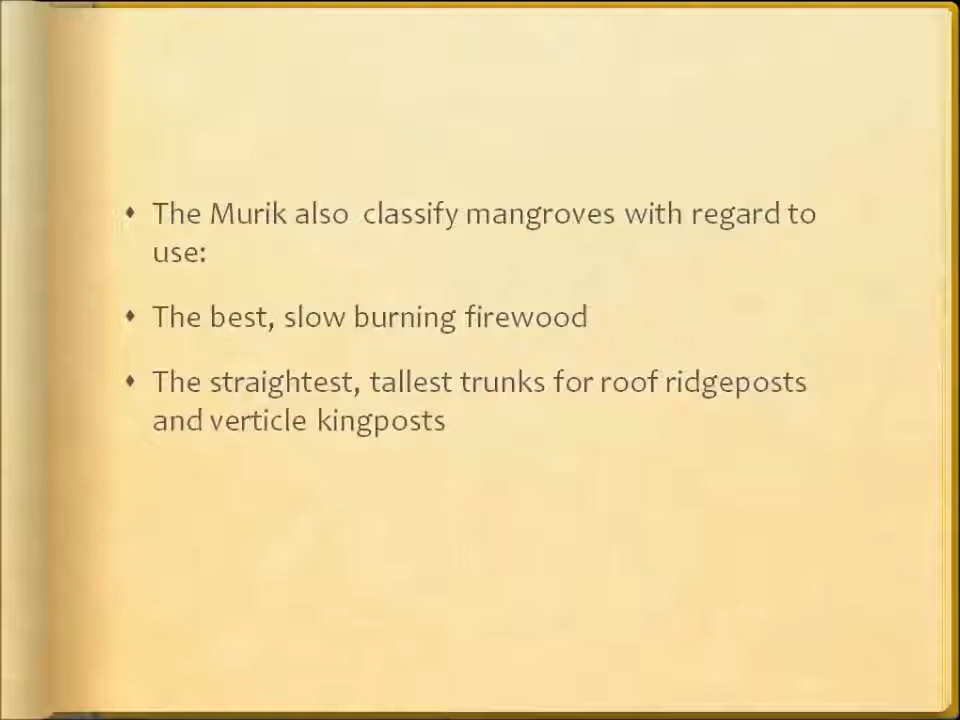 The Murik also  classify mangroves with regard to
use:
The best, slow burning firewood
The straightest, tallest trunks for roof ridgeposts
and verticle kingposts